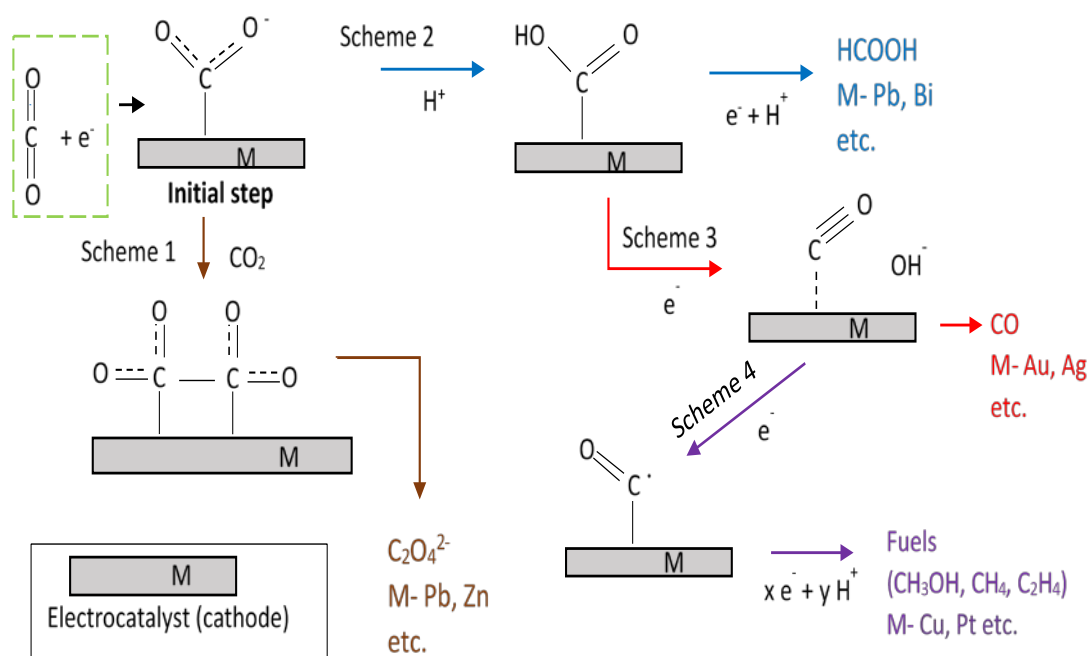 O
C
O
+ e⁻
O
O⁻
C
M
Initial step
Scheme 2
H⁺
HO
O
C
M
e⁻ + H⁺
HCOOH
M- Pb, Bi
etc.
Scheme 1
CO₂
O
O
O
C
C
O
M
C₂O₄²⁻
M- Pb, Zn
etc.
Scheme 3
e⁻
O
C
OH⁻
M
CO
M- Au, Ag
etc.
Scheme 4
e⁻
O
C ·
M
x e⁻ + y H⁺
Fuels
(CH₃OH, CH₄, C₂H₄)
M- Cu, Pt etc.
M
Electrocatalyst (cathode)